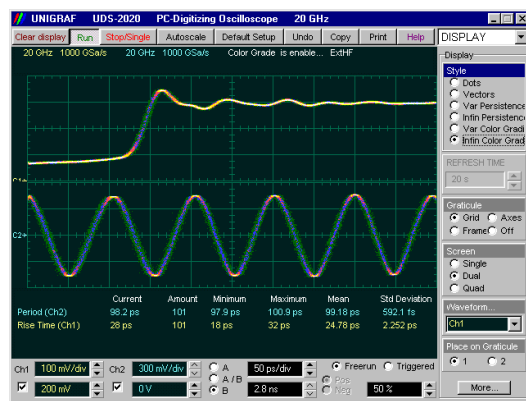 UNIGRAF UDS-2020 PC-Digitizing Oscilloscope 20 GHz
Clear display Run Stop/Single Autoscale Default Setup Undo Copy Print Help DISPLAY
20 GHz 1000 GSa/s 20 GHz 1000 GSa/s Color Grade is enable... ExtHF
Display
Style
Dots
Vectors
Var Persistence
Infin Persistence
Var Color Gradi
Infin Color Grad
REFRESH TIME
20 s
Graticule
Grid Axes
Frame Off
Screen
Single
Dual
Quad
Waveform...
Ch1
Place on Graticule
1 2
More...
C1+
C2+
Current Amount Minimum Maximum Mean Std Deviation
Period (Ch2) 98.2 ps 101 97.9 ps 100.9 ps 99.18 ps 592.1 fs
Rise Time (Ch1) 28 ps 101 18 ps 32 ps 24.78 ps 2.252 ps
Ch1 100 mV/div Ch2 300 mV/div A 50 ps/div Freerun Triggered
A / B Pos
200 mV 0 V B 2.8 ns Neg 50 %